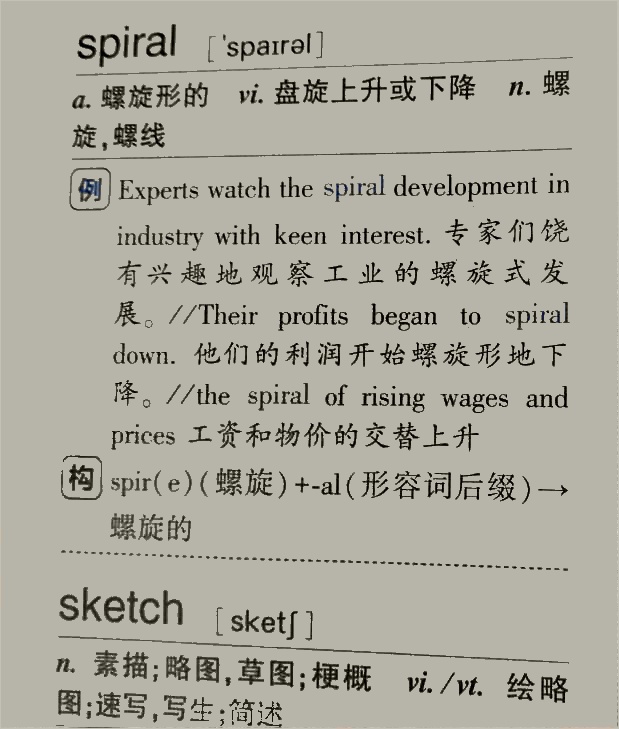 spiral [ˈspaɪrəl]
a. 螺旋形的 vi. 盘旋上升或下降 n. 螺
旋,螺线
例 Experts watch the spiral development in
industry with keen interest. 专家们饶
有兴趣地观察工业的螺旋式发
展。//Their profits began to spiral
down. 他们的利润开始螺旋形地下
降。//the spiral of rising wages and
prices 工资和物价的交替上升
构 spir(e)(螺旋)+-al(形容词后缀)→
螺旋的
sketch [sketʃ]
n. 素描;略图,草图;梗概 vi./vt. 绘略
图;速写,写生;简述